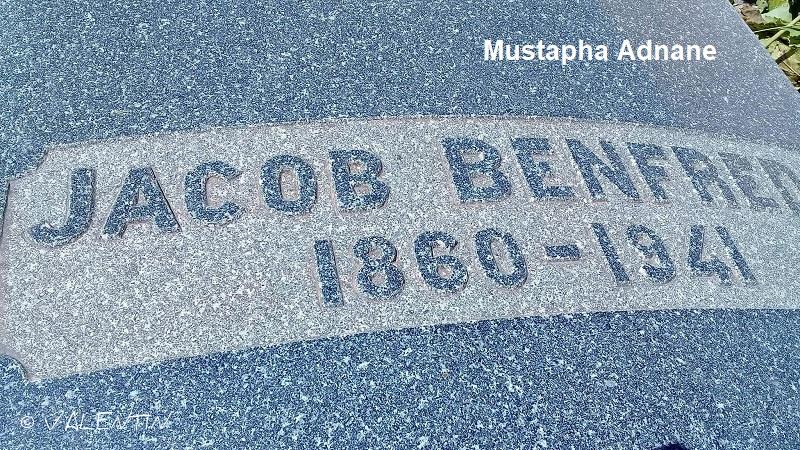 Mustapha Adnane
JACOB BENFRED
1860-1941
© VALENTIN